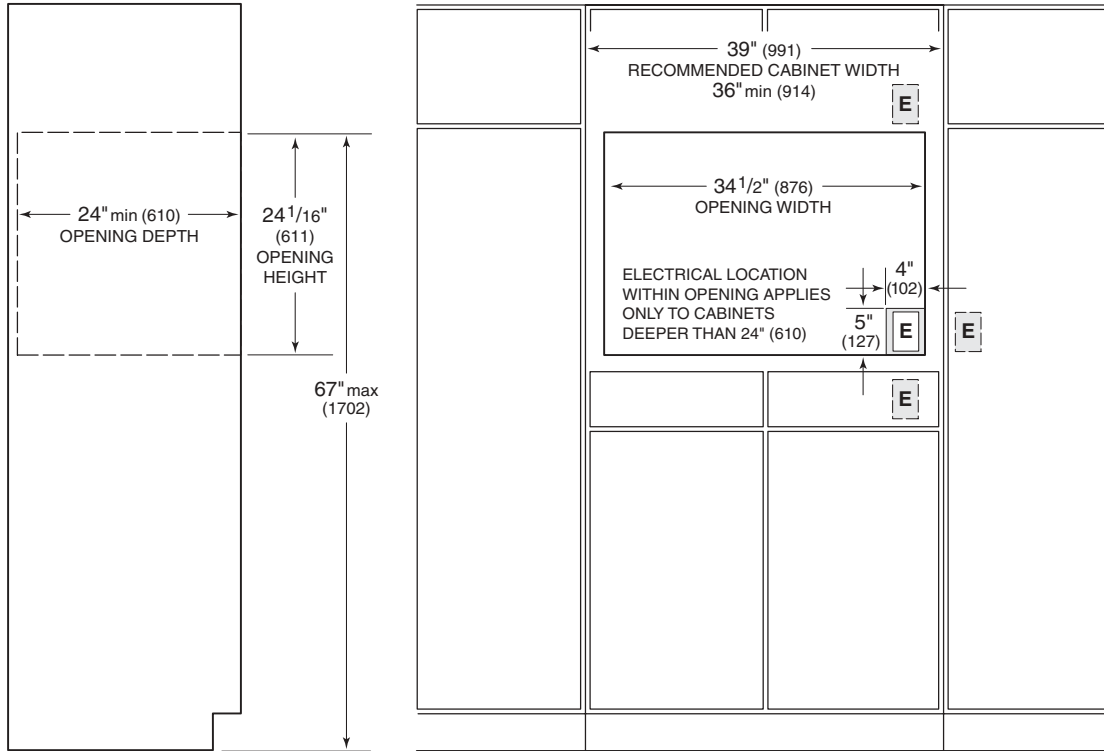 39" (991)
RECOMMENDED CABINET WIDTH
36" min (914)
E
24" min (610)
OPENING DEPTH
24 1/16"
(611)
OPENING
HEIGHT
67" max
(1702)
34 1/2" (876)
OPENING WIDTH
ELECTRICAL LOCATION
WITHIN OPENING APPLIES
ONLY TO CABINETS
DEEPER THAN 24" (610)
4"
(102)
5"
(127)
E
E
E